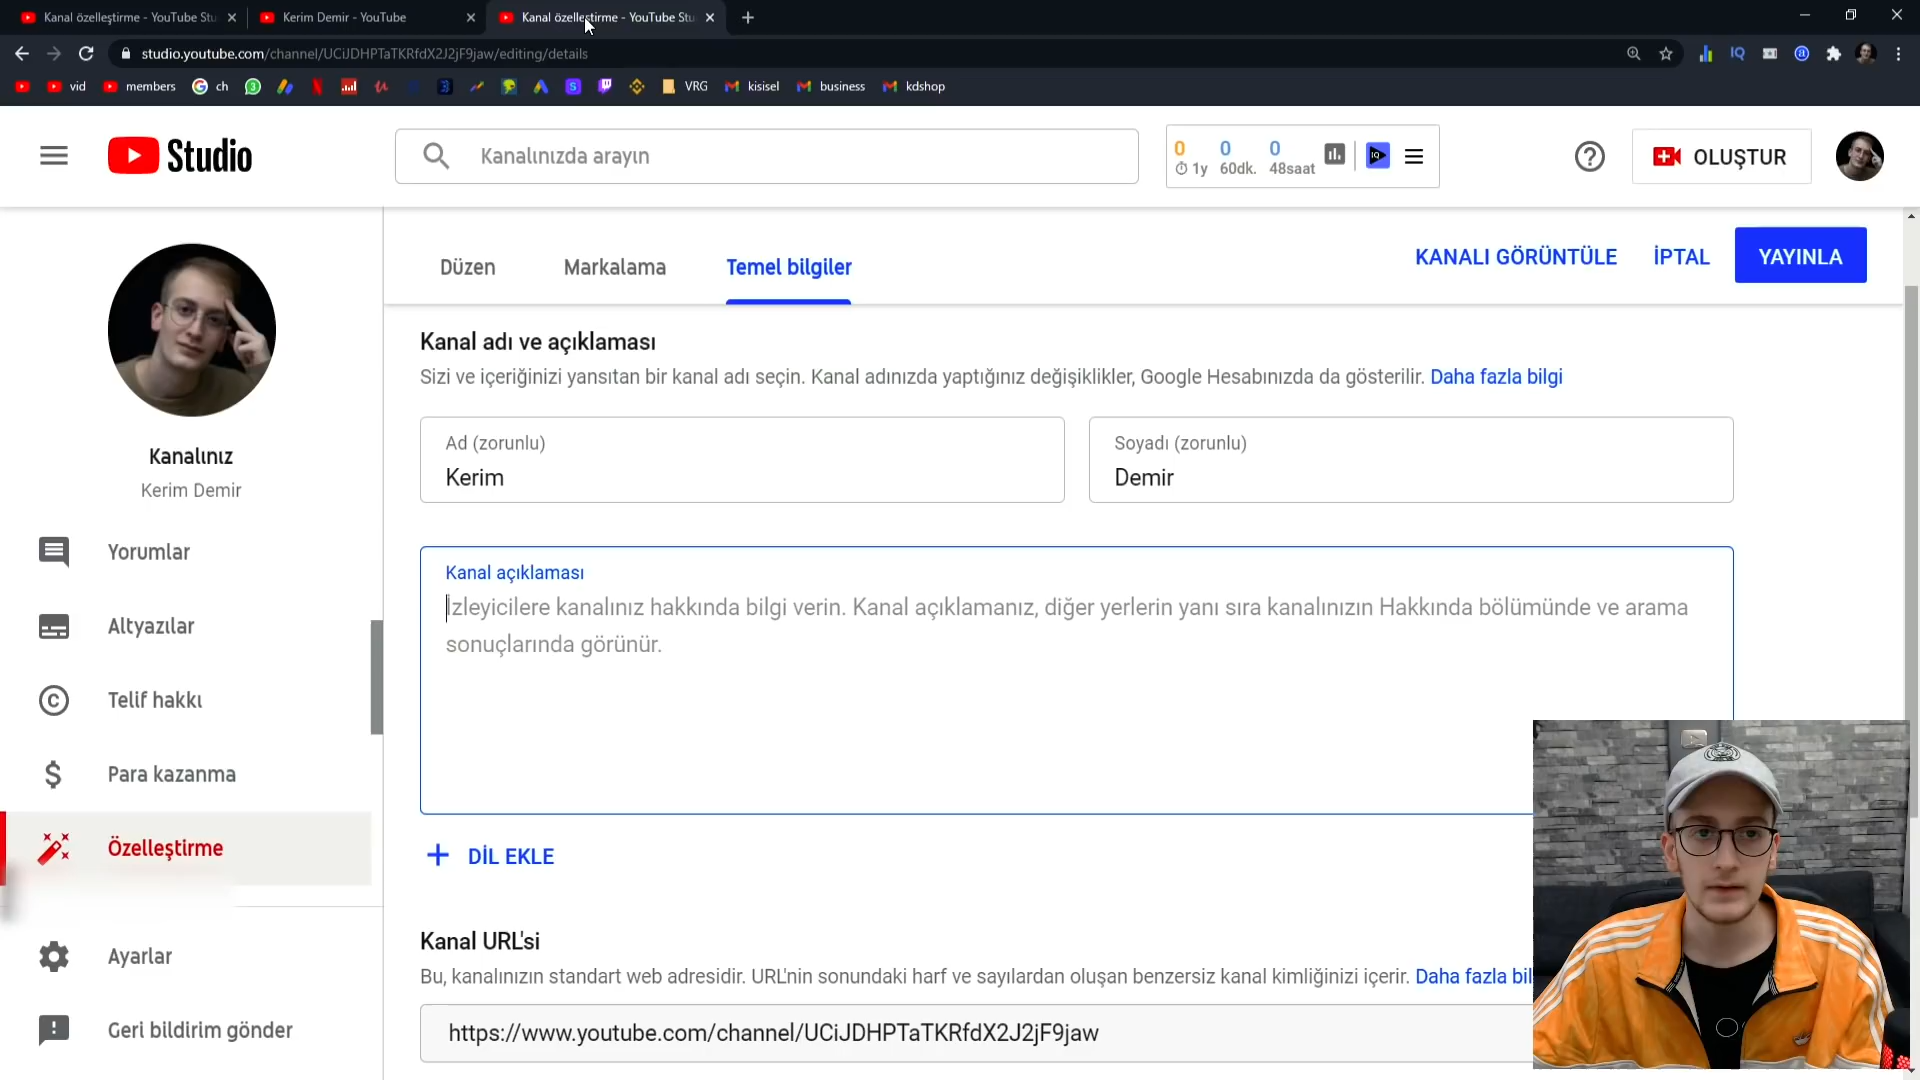 Kanal özelleştirme - YouTube Stu
Kerim Demir - YouTube
Kanal özelleştirme - YouTube Stu
studio.youtube.com/channel/UCiJDHPTaTKRfdX2J2jF9jaw/editing/details
vid
members
ch
VRG
kisisel
business
kdshop
Studio
Kanalınızda arayın
0 0 0
1y 60dk. 48saat
OLUŞTUR
Düzen
Markalama
Temel bilgiler
KANALI GÖRÜNTÜLE
İPTAL
YAYINLA
Kanal adı ve açıklaması
Sizi ve içeriğinizi yansıtan bir kanal adı seçin. Kanal adınızda yaptığınız değişiklikler, Google Hesabınızda da gösterilir. Daha fazla bilgi
Ad (zorunlu)
Kerim
Soyadı (zorunlu)
Demir
Kanal açıklaması
İzleyicilere kanalınız hakkında bilgi verin. Kanal açıklamanız, diğer yerlerin yanı sıra kanalınızın Hakkında bölümünde ve arama
sonuçlarında görünür.
DİL EKLE
Kanal URL'si
Bu, kanalınızın standart web adresidir. URL'nin sonundaki harf ve sayılardan oluşan benzersiz kanal kimliğinizi içerir. Daha fazla bil
https://www.youtube.com/channel/UCiJDHPTaTKRfdX2J2jF9jaw
Kanalınız
Kerim Demir
Yorumlar
Altyazılar
Telif hakkı
Para kazanma
Özelleştirme
Ayarlar
Geri bildirim gönder